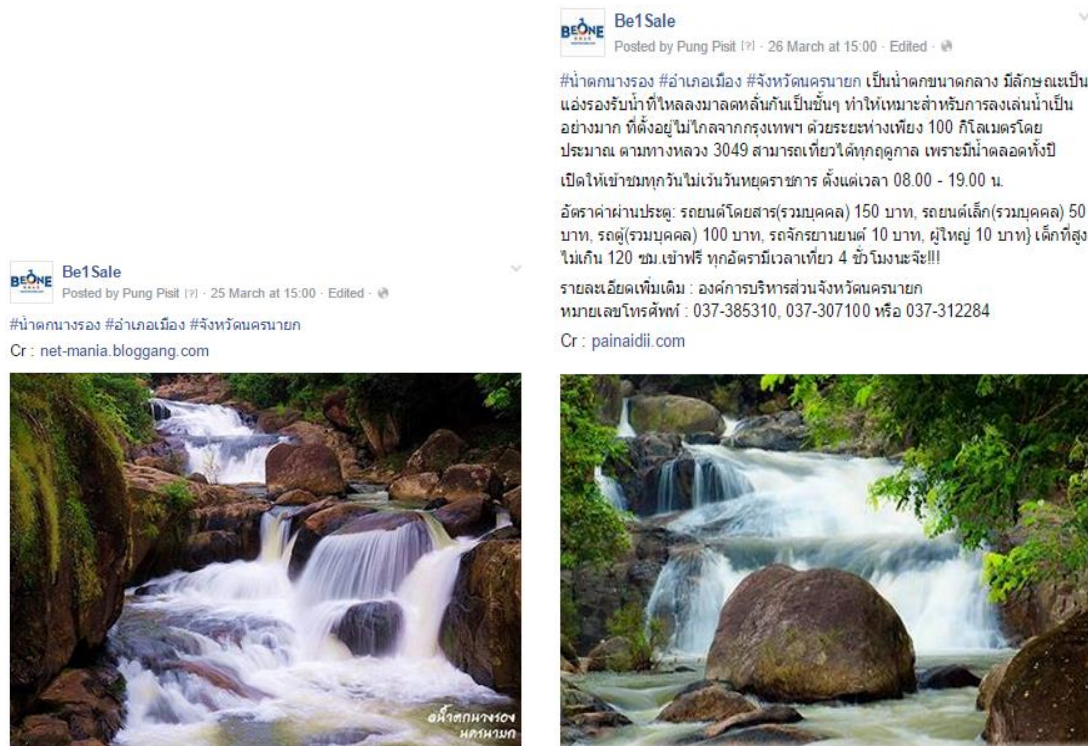 BEONE
Be1Sale
Posted by Pung Pisit [?] · 25 March at 15:00 · Edited ·
#น้ำตกนางรอง #อำเภอเมือง #จังหวัดนครนายก
Cr : net-mania.bloggang.com
@น้ำตกนางรอง
นครนายก
BEONE
Be1Sale
Posted by Pung Pisit [?] · 26 March at 15:00 · Edited ·
#น้ำตกนางรอง #อำเภอเมือง #จังหวัดนครนายก เป็นน้ำตกขนาดกลาง มีลักษณะเป็น
แอ่งรองรับน้ำที่ไหลลงมาลดหลั่นกันเป็นชั้นๆ ทำให้เหมาะสำหรับการลงเล่นน้ำเป็น
อย่างมาก ที่ตั้งอยู่ไม่ไกลจากกรุงเทพฯ ด้วยระยะห่างเพียง 100 กิโลเมตรโดย
ประมาณ ตามทางหลวง 3049 สามารถเที่ยวได้ทุกฤดูกาล เพราะมีน้ำตลอดทั้งปี
เปิดให้เข้าชมทุกวันไม่เว้นวันหยุดราชการ ตั้งแต่เวลา 08.00 - 19.00 น.
อัตราค่าผ่านประตู: รถยนต์โดยสาร(รวมบุคคล) 150 บาท, รถยนต์เล็ก(รวมบุคคล) 50
บาท, รถตู้(รวมบุคคล) 100 บาท, รถจักรยานยนต์ 10 บาท, ผู้ใหญ่ 10 บาท} เด็กที่สูง
ไม่เกิน 120 ซม.เข้าฟรี ทุกอัตรามีเวลาเที่ยว 4 ชั่วโมงนะจ๊ะ!!!
รายละเอียดเพิ่มเติม : องค์การบริหารส่วนจังหวัดนครนายก
หมายเลขโทรศัพท์ : 037-385310, 037-307100 หรือ 037-312284
Cr : painaidii.com